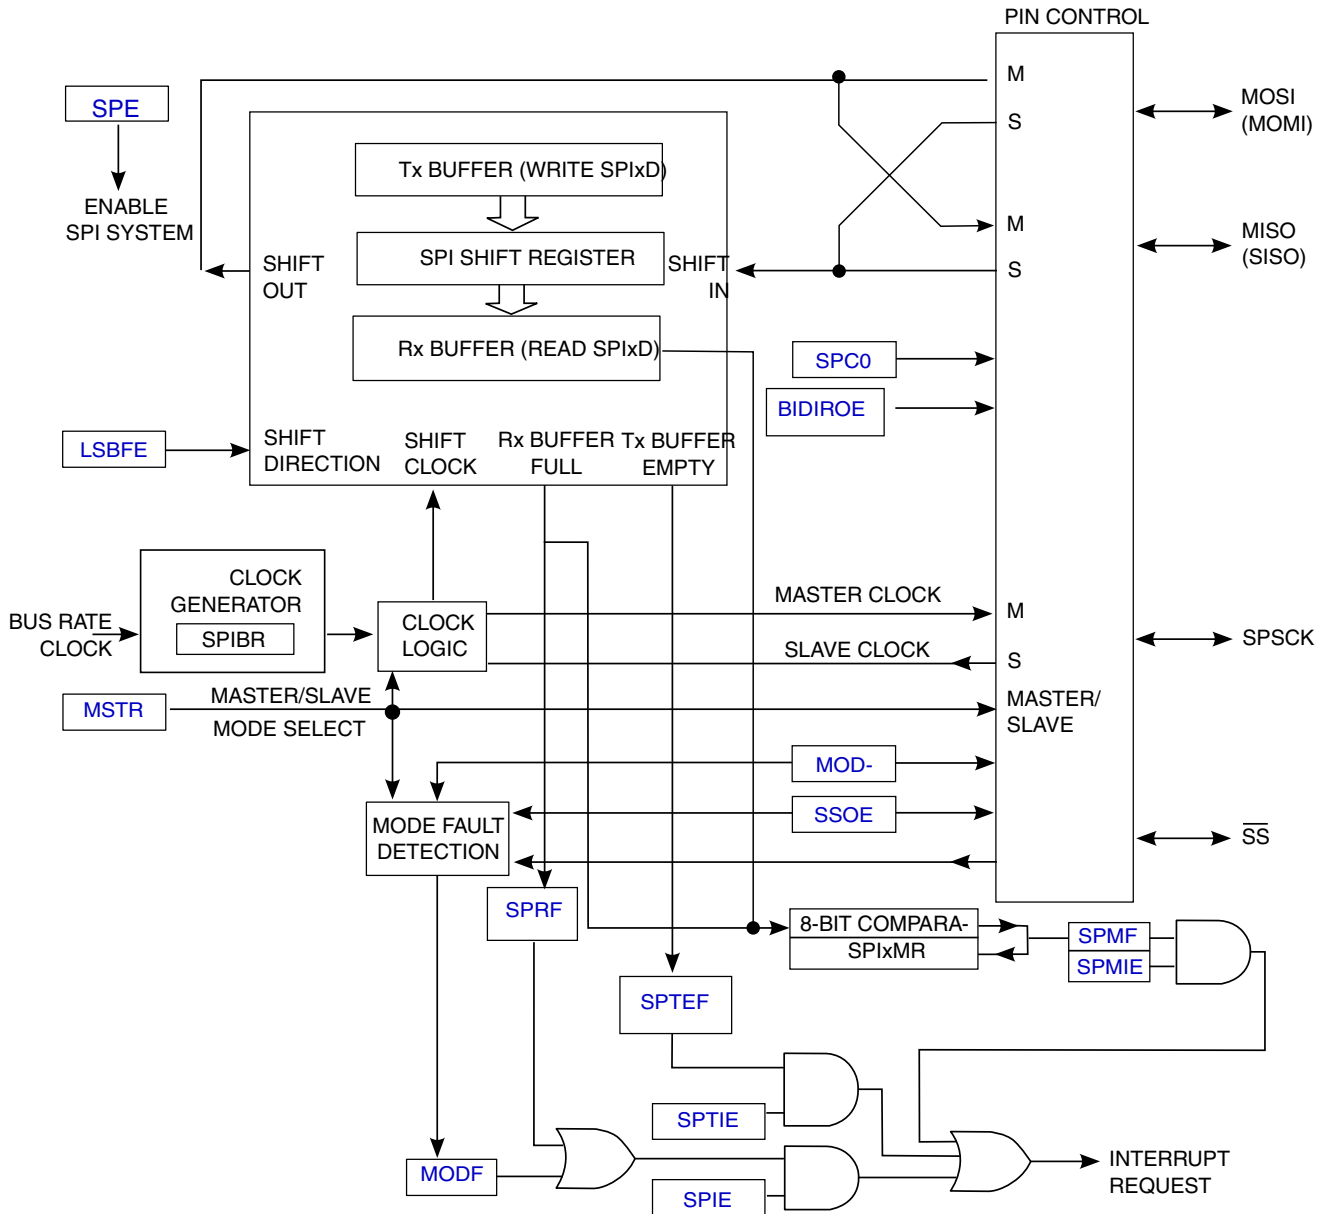 PIN CONTROL
M
MOSI
(MOMI)
SPE
S
Tx BUFFER (WRITE SPIxD)
ENABLE
SPI SYSTEM
M
MISO
(SISO)
SHIFT
OUT
SPI SHIFT REGISTER
SHIFT
IN
S
Rx BUFFER (READ SPIxD)
SPC0
BIDIROE
LSBFE
SHIFT
DIRECTION
SHIFT
CLOCK
Rx BUFFER
FULL
Tx BUFFER
EMPTY
BUS RATE
CLOCK
CLOCK
GENERATOR
SPIBR
CLOCK
LOGIC
MASTER CLOCK
M
SLAVE CLOCK
S
SPSCK
MSTR
MASTER/SLAVE
MODE SELECT
MASTER/
SLAVE
MOD-
SSOE
MODE FAULT
DETECTION
SS
SPRF
8-BIT COMPARA-
SPIxMR
SPMF
SPMIE
SPTEF
SPTIE
MODF
SPIE
INTERRUPT
REQUEST